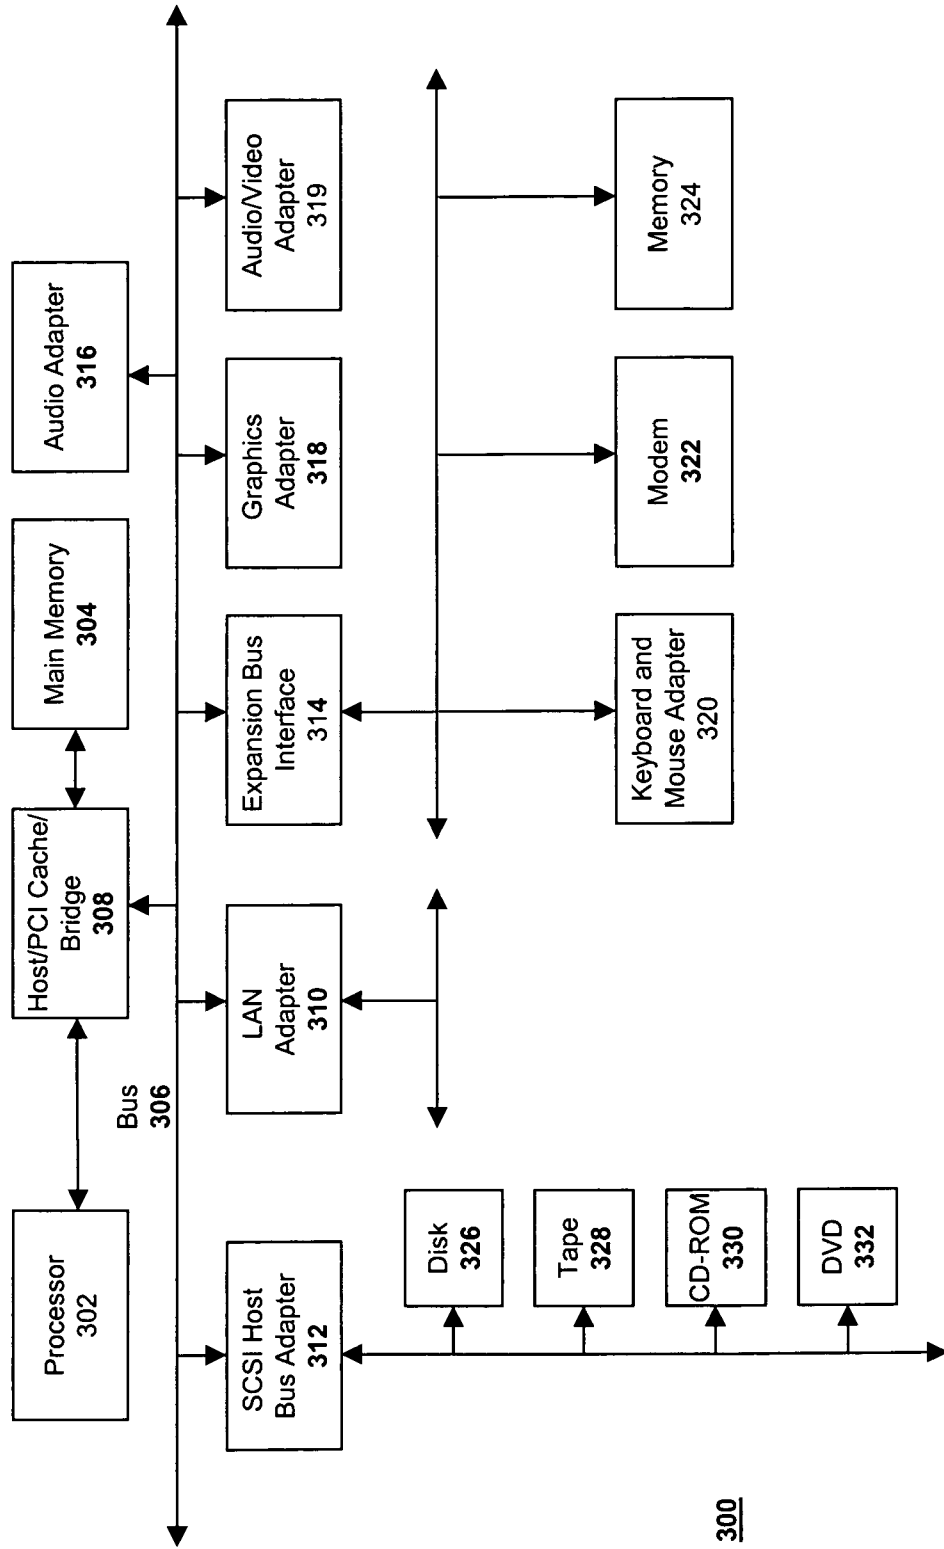 Processor
302
Host/PCI Cache/
Bridge
308
Main Memory
304
Audio Adapter
316
Bus
306
SCSI Host
Bus Adapter
312
LAN
Adapter
310
Expansion Bus
Interface
314
Graphics
Adapter
318
Audio/Video
Adapter
319
Disk
326
Tape
328
CD-ROM
330
DVD
332
Keyboard and
Mouse Adapter
320
Modem
322
Memory
324
300